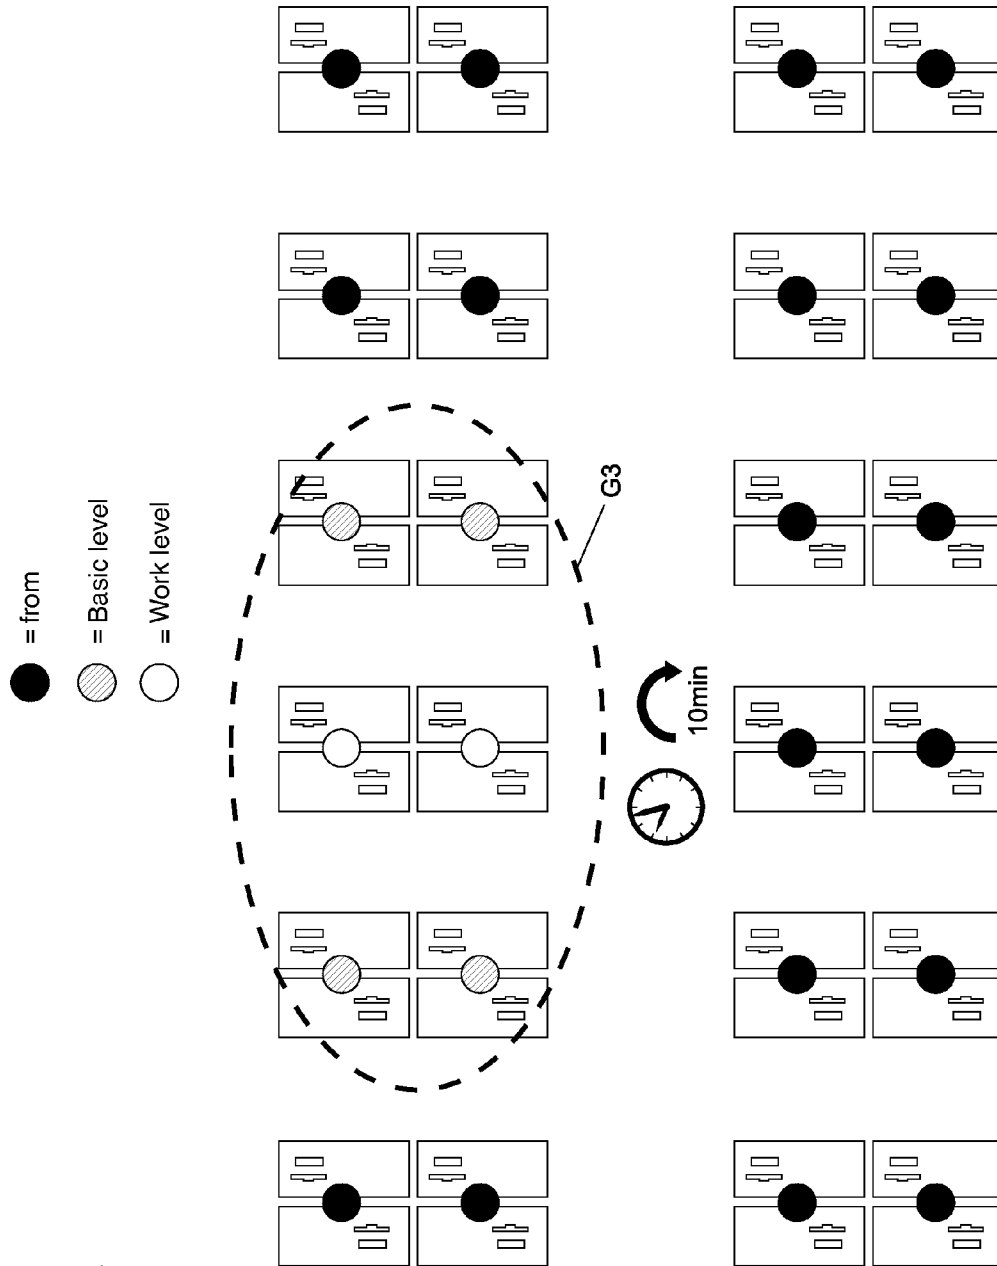 = from
= Basic level
= Work level
G3
10min